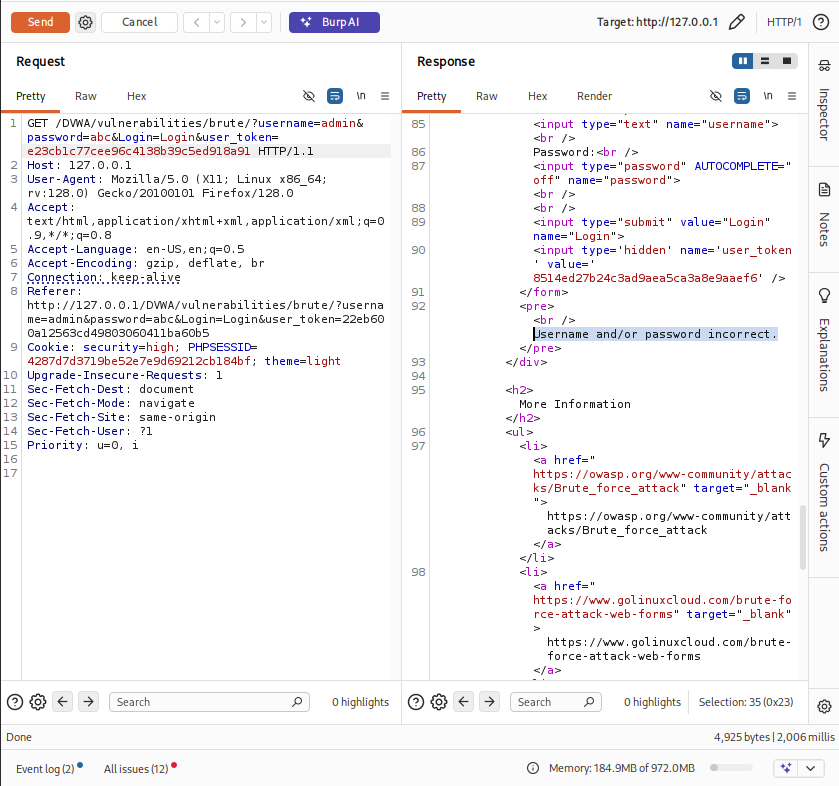 Send Cancel < > Burp AI Target: http://127.0.0.1 HTTP/1 ?
Request
Pretty Raw Hex \n
1 GET /DVWA/vulnerabilities/brute/?username=admin&
password=abc&Login=Login&user_token=
e23cb1c77cee96c4138b39c5ed918a91 HTTP/1.1
2 Host: 127.0.0.1
3 User-Agent: Mozilla/5.0 (X11; Linux x86_64;
rv:128.0) Gecko/20100101 Firefox/128.0
4 Accept:
text/html,application/xhtml+xml,application/xml;q=0
.9,*/*;q=0.8
5 Accept-Language: en-US,en;q=0.5
6 Accept-Encoding: gzip, deflate, br
7 Connection: keep-alive
8 Referer:
http://127.0.0.1/DVWA/vulnerabilities/brute/?userna
me=admin&password=abc&Login=Login&user_token=22eb60
0a12563cd49803060411ba60b5
9 Cookie: security=high; PHPSESSID=
4287d7d3719be52e7e9d69212cb184bf; theme=light
10 Upgrade-Insecure-Requests: 1
11 Sec-Fetch-Dest: document
12 Sec-Fetch-Mode: navigate
13 Sec-Fetch-Site: same-origin
14 Sec-Fetch-User: ?1
15 Priority: u=0, i
16
17
? Search 0 highlights
Response
Pretty Raw Hex Render \n
85 <input type="text" name="username">
<br />
86 Password:<br />
87 <input type="password" AUTOCOMPLETE="
off" name="password">
<br />
88 <br />
89 <input type="submit" value="Login"
name="Login">
90 <input type='hidden' name='user_token
' value='
8514ed27b24c3ad9aea5ca3a8e9aaef6' />
91 </form>
92 <pre>
<br />
Username and/or password incorrect.
</pre>
93 </div>
94
95 <h2>
More Information
</h2>
96 <ul>
97 <li>
<a href="
https://owasp.org/www-community/attac
ks/Brute_force_attack" target="_blank
">
https://owasp.org/www-community/att
acks/Brute_force_attack
</a>
</li>
98 <li>
<a href="
https://www.golinuxcloud.com/brute-fo
rce-attack-web-forms" target="_blank"
>
https://www.golinuxcloud.com/brute-
force-attack-web-forms
</a>
? Search 0 highlights Selection: 35 (0x23)
Inspector
Notes
Explanations
Custom actions
Done 4,925 bytes | 2,006 millis
Event log (2) All issues (12) Memory: 184.9MB of 972.0MB